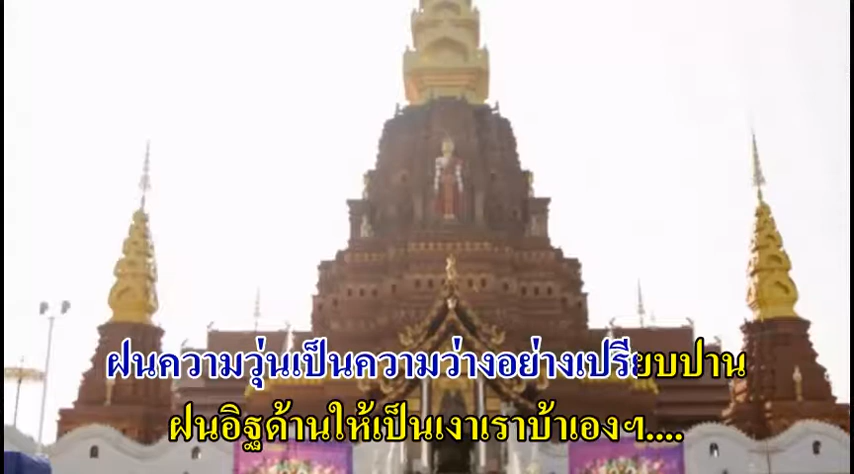 ฝนความวุ่นเป็นความว่างอย่างเปรียบปาน
ฝนอิฐด้านให้เป็นเงาเราบ้าเองฯ....